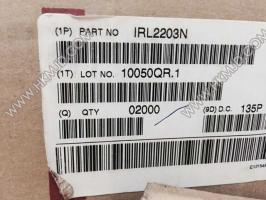 (1P) PART NO IRL2203N
(1T) LOT NO. 10050QR.1
(Q) QTY 02000 (9D) D.C. 135P